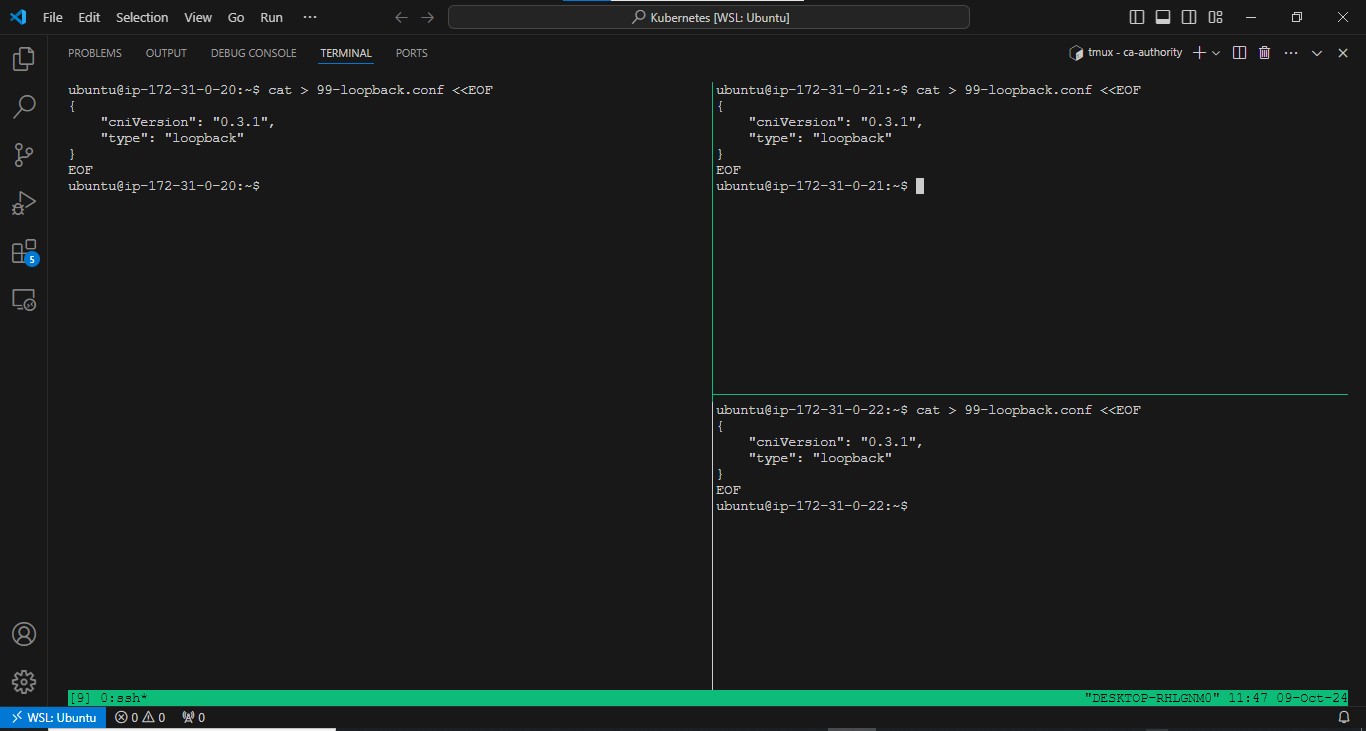 File Edit Selection View Go Run ···
Kubernetes [WSL: Ubuntu]
PROBLEMS OUTPUT DEBUG CONSOLE TERMINAL PORTS
tmux - ca-authority
ubuntu@ip-172-31-0-20:~$ cat > 99-loopback.conf <<EOF
{
    "cniVersion": "0.3.1",
    "type": "loopback"
}
EOF
ubuntu@ip-172-31-0-20:~$
ubuntu@ip-172-31-0-21:~$ cat > 99-loopback.conf <<EOF
{
    "cniVersion": "0.3.1",
    "type": "loopback"
}
EOF
ubuntu@ip-172-31-0-21:~$
ubuntu@ip-172-31-0-22:~$ cat > 99-loopback.conf <<EOF
{
    "cniVersion": "0.3.1",
    "type": "loopback"
}
EOF
ubuntu@ip-172-31-0-22:~$
5
[9] 0:ssh* "DESKTOP-RHLGNM0" 11:47 09-Oct-24
WSL: Ubuntu 0 0 0